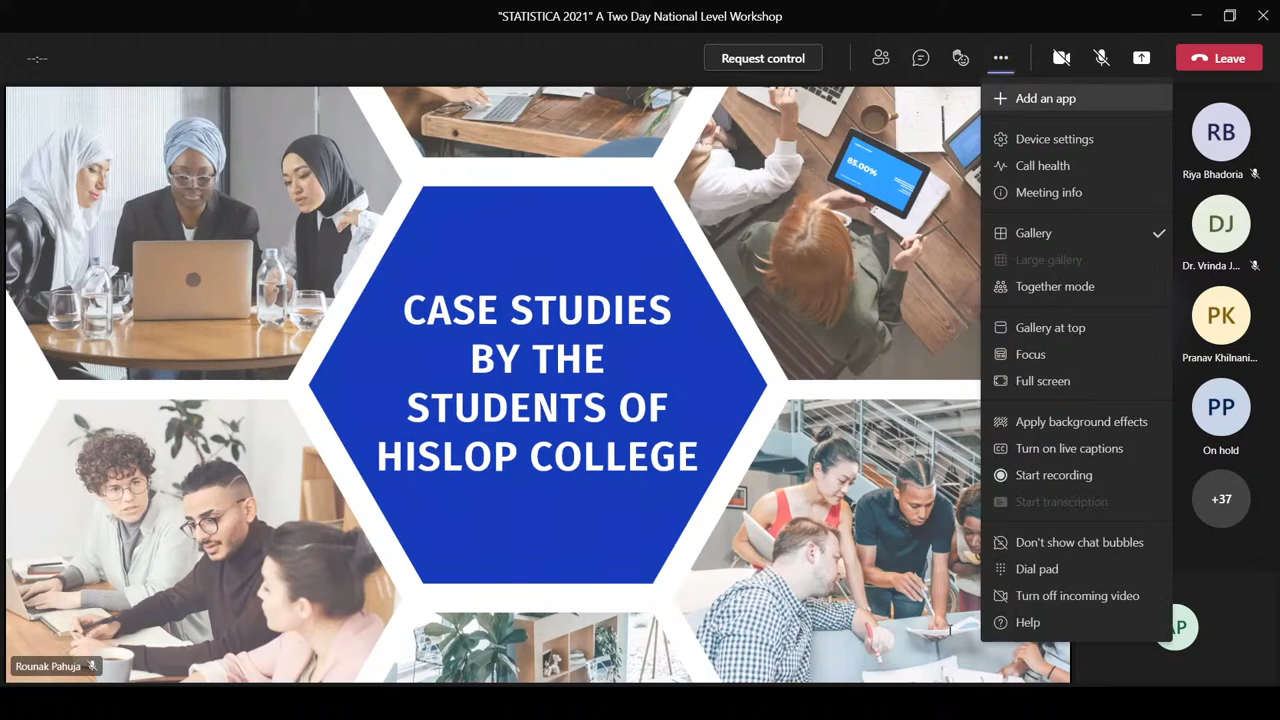 "STATISTICA 2021" A Two Day National Level Workshop
--:--
Request control
Leave
Add an app
Device settings
Call health
Meeting info
Gallery
Large gallery
Together mode
Gallery at top
Focus
Full screen
Apply background effects
Turn on live captions
Start recording
Start transcription
Don't show chat bubbles
Dial pad
Turn off incoming video
Help
RB
Riya Bhadoria
DJ
Dr. Vrinda J...
PK
Pranav Khilnani...
PP
On hold
+37
AP
85.00%
CASE STUDIES
BY THE
STUDENTS OF
HISLOP COLLEGE
Rounak Pahuja